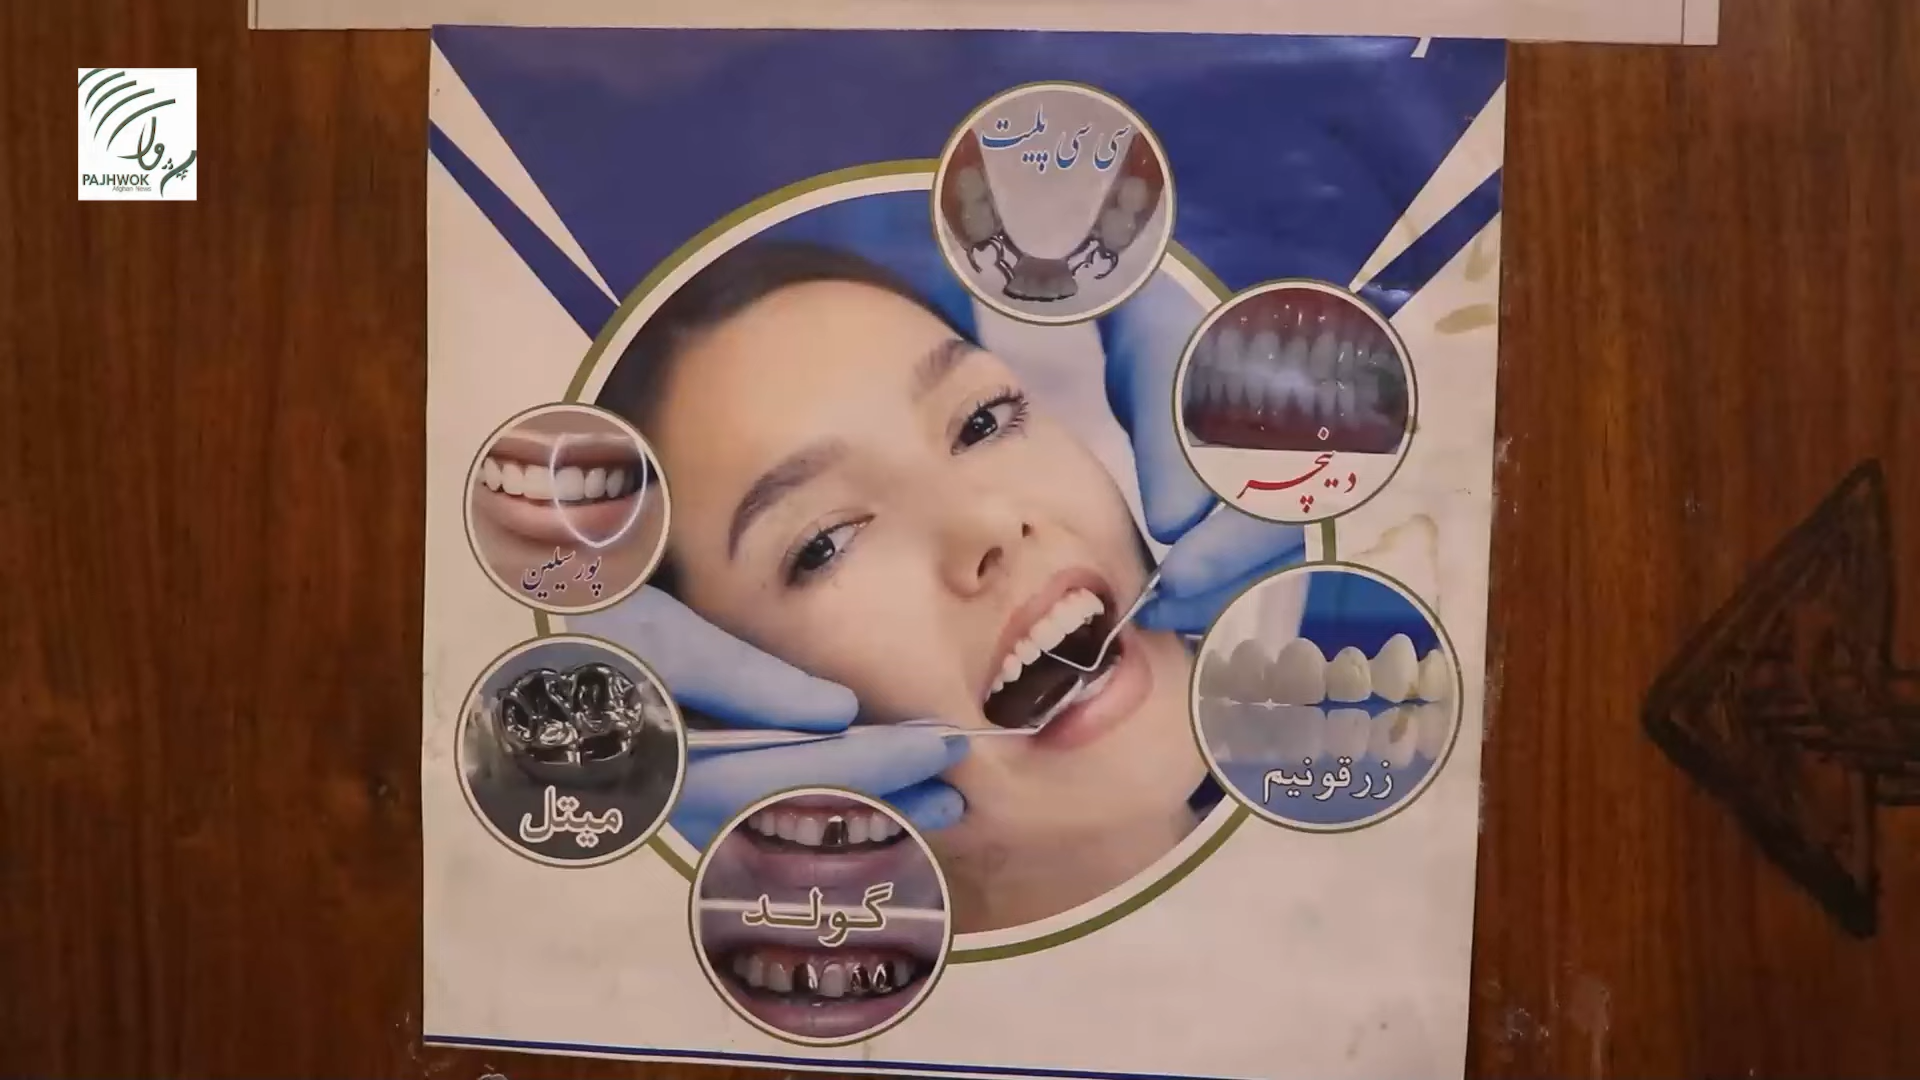 پژواک
PAJHWOK
Afghan News
سی سی پلیت
دینچر
پورسیلین
زرقونیم
میتل
گولد